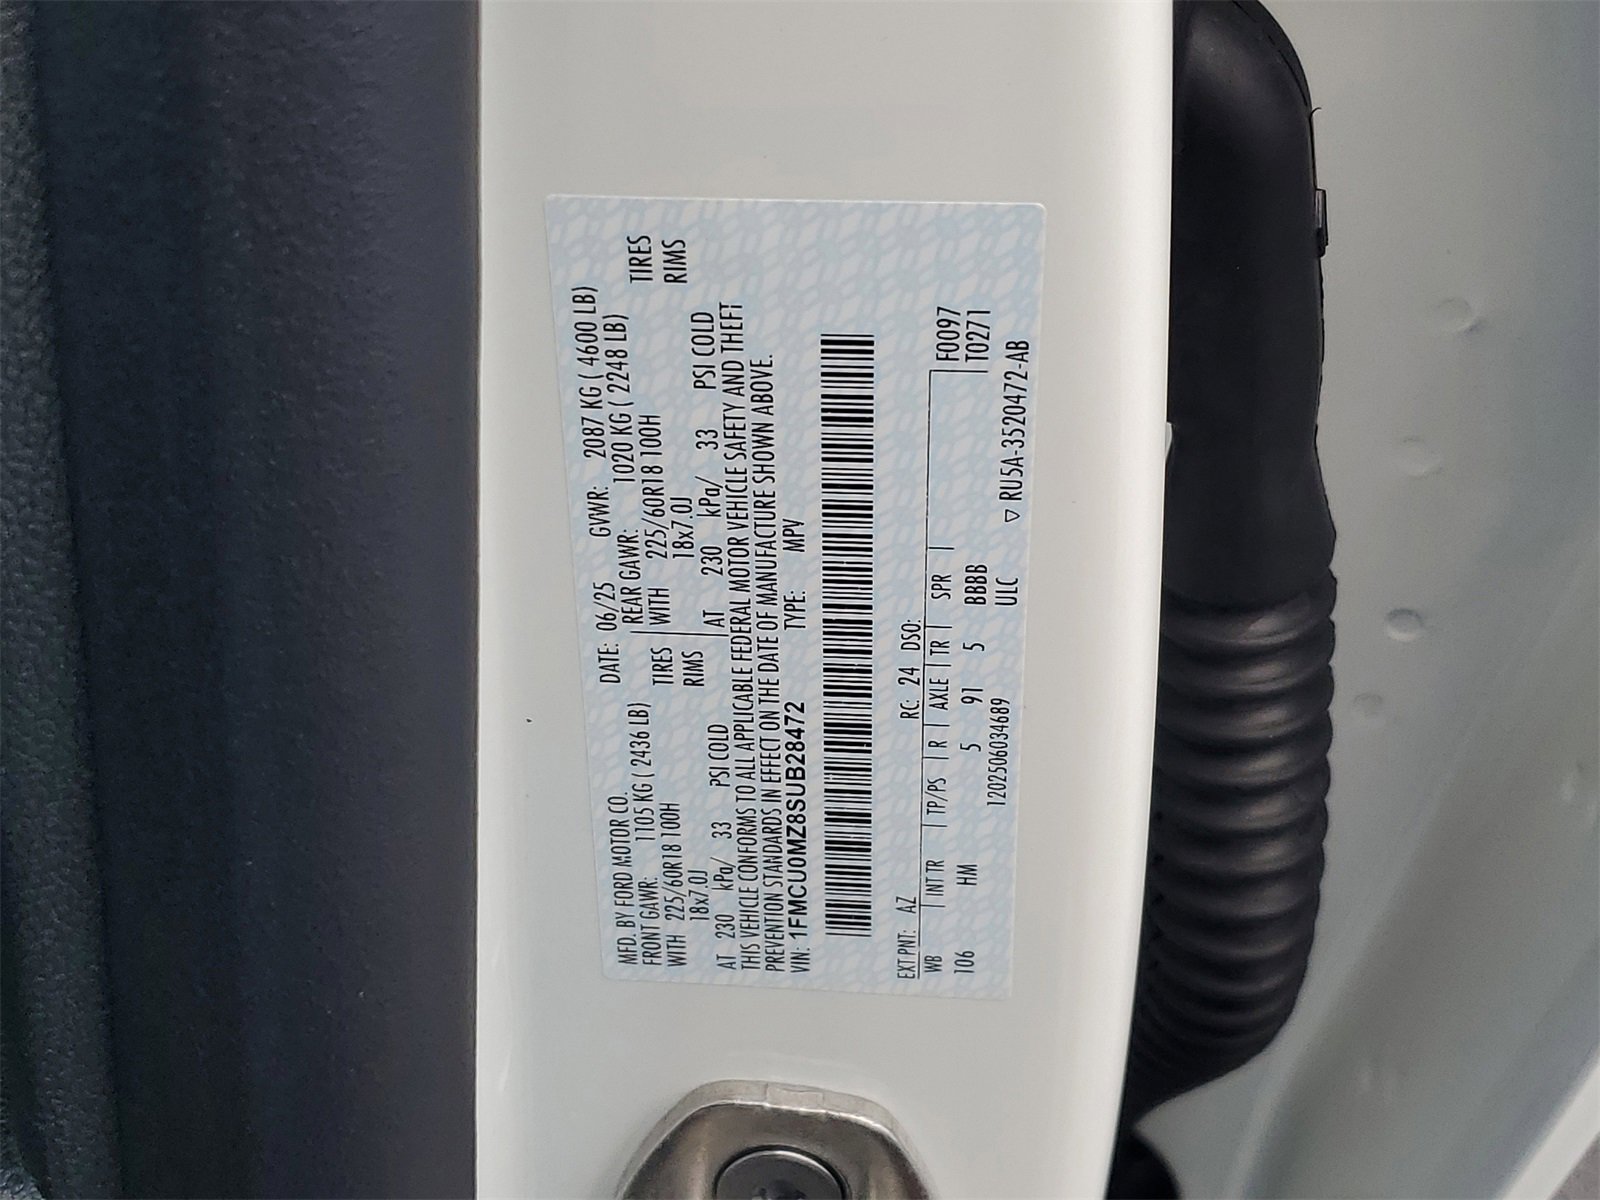 MFD. BY FORD MOTOR CO. DATE: 06/25 GVWR: 2087 KG ( 4600 LB)
FRONT GAWR: 1105 KG ( 2436 LB) REAR GAWR: 1020 KG ( 2248 LB)
WITH 225/60R18 100H TIRES WITH 225/60R18 100H TIRES
18x7.0J RIMS 18x7.0J RIMS
AT 230 kPa/ 33 PSI COLD AT 230 kPa/ 33 PSI COLD
THIS VEHICLE CONFORMS TO ALL APPLICABLE FEDERAL MOTOR VEHICLE SAFETY AND THEFT
PREVENTION STANDARDS IN EFFECT ON THE DATE OF MANUFACTURE SHOWN ABOVE.
VIN: 1FMCU0MZ8SUB28472 TYPE: MPV
EXT PNT: AZ RC: 24 DSO:
WB INT TR TP/PS R AXLE TR SPR F0097
106 HM 5 91 5 BBBB T0271
120250603​4689 ULC
▽ RU5A-3520472-AB